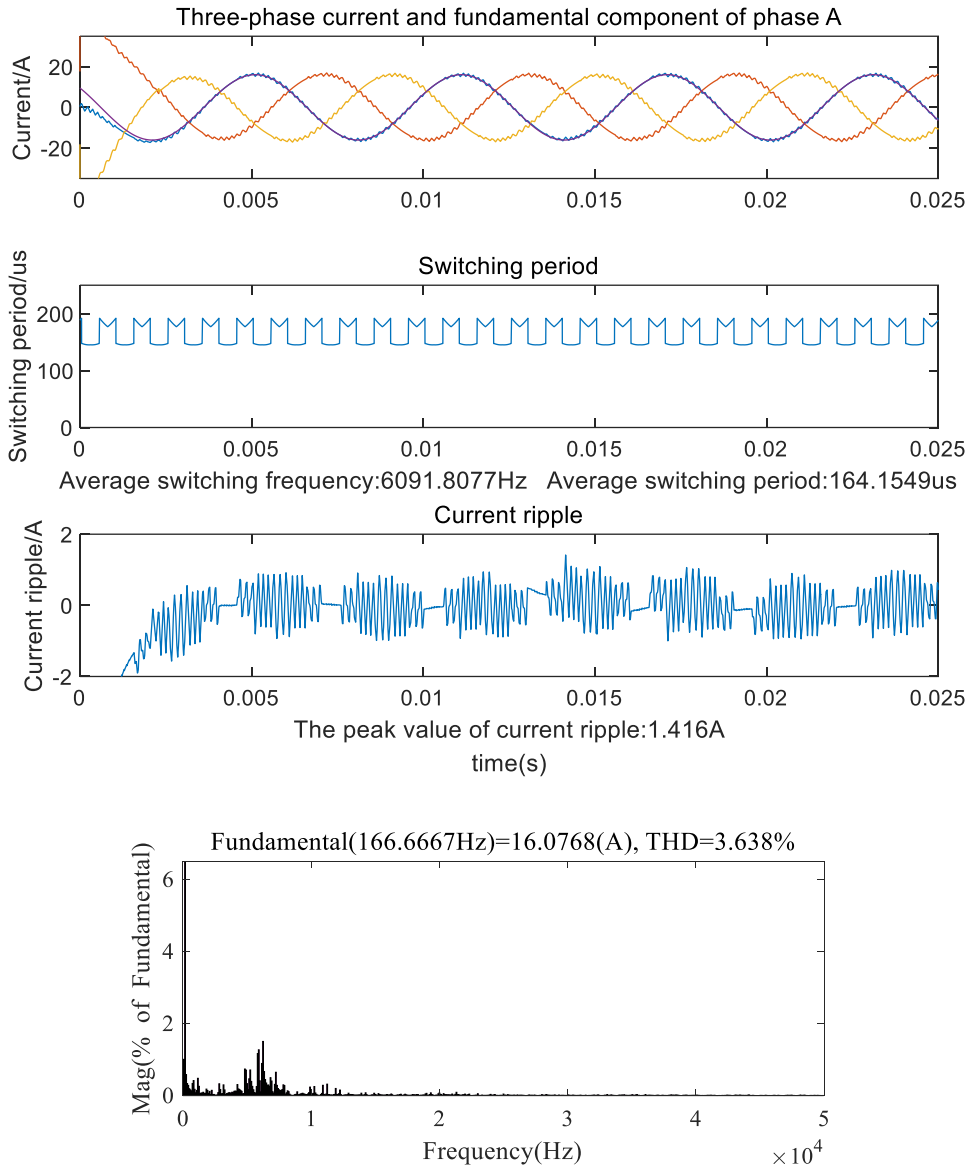 Three-phase current and fundamental component of phase A
Current/A
20
0
-20
0 0.005 0.01 0.015 0.02 0.025
Switching period
Switching period/us
200
100
0
0 0.005 0.01 0.015 0.02 0.025
Average switching frequency:6091.8077Hz Average switching period:164.1549us
Current ripple
Current ripple/A
2
0
-2
0 0.005 0.01 0.015 0.02 0.025
The peak value of current ripple:1.416A
time(s)
Fundamental(166.6667Hz)=16.0768(A), THD=3.638%
Mag(% of Fundamental)
6
4
2
0
0 1 2 3 4 5
Frequency(Hz)
×10^4